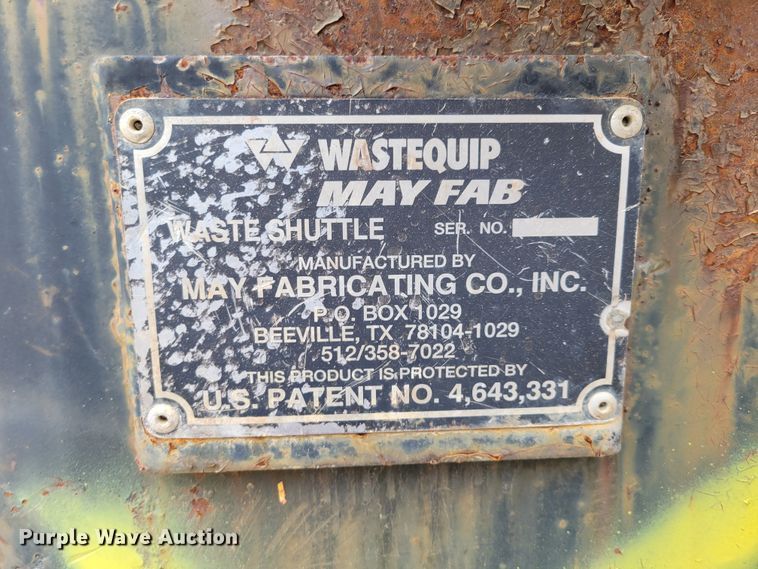 WASTEQUIP
MAY FAB
WASTE SHUTTLE SER. NO.
MANUFACTURED BY
MAY FABRICATING CO., INC.
P.O. BOX 1029
BEEVILLE, TX 78104-1029
512/358-7022
THIS PRODUCT IS PROTECTED BY
U.S. PATENT NO. 4,643,331
Purple Wave Auction